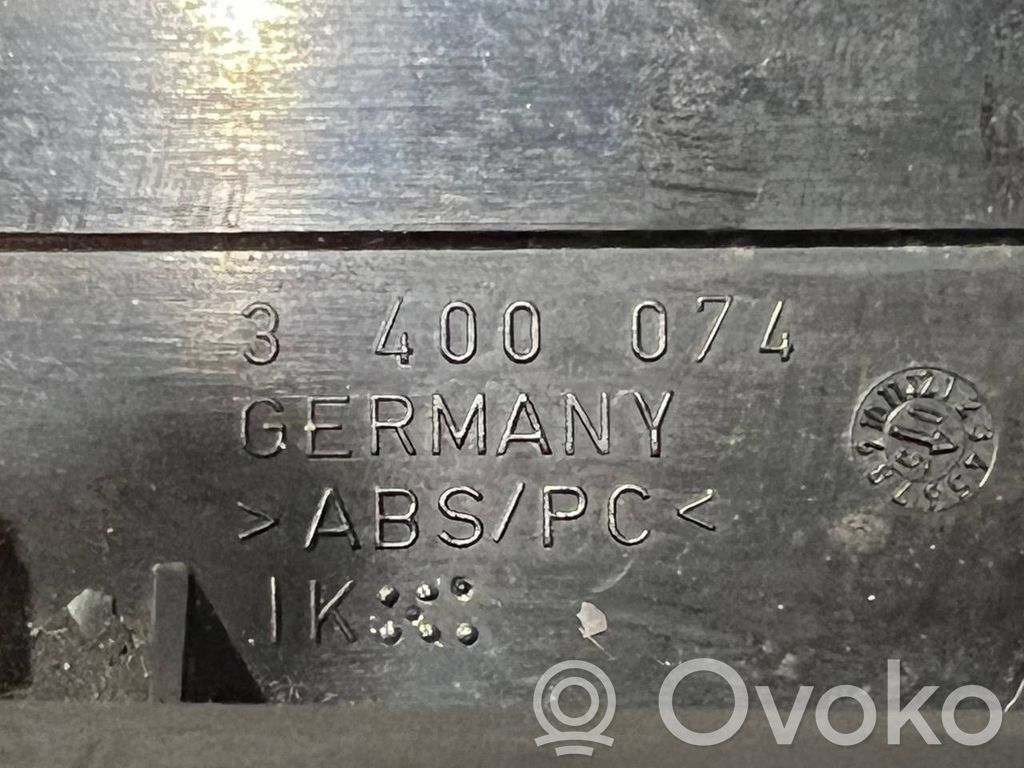 3 400 074
GERMANY
>ABS/PC<
IK
Ovoko